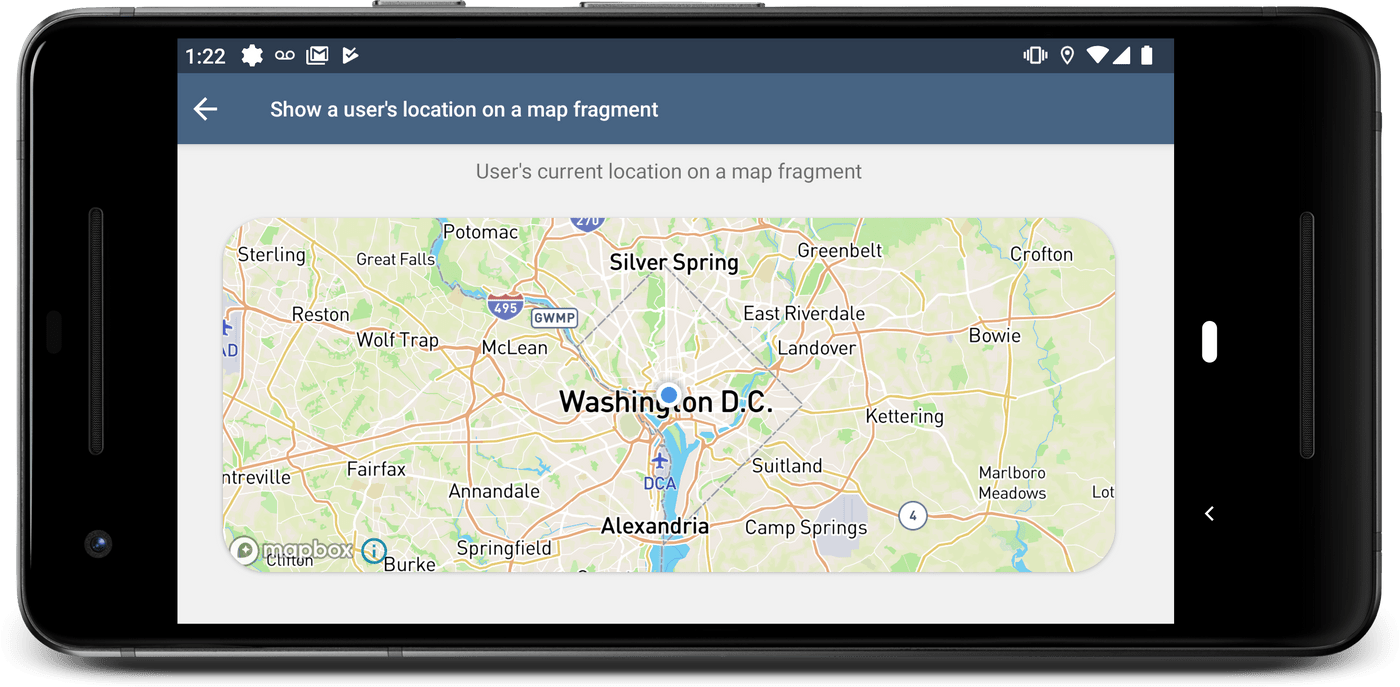 1:22
Show a user's location on a map fragment
User's current location on a map fragment
270
Potomac
Sterling
Great Falls
Silver Spring
Greenbelt
Crofton
495
GWMP
Reston
East Riverdale
Wolf Trap
McLean
Landover
Bowie
AD
Washington D.C.
Kettering
Fairfax
Suitland
ntreville
DCA
Annandale
Marlboro
Meadows
Lot
4
Alexandria
Camp Springs
Springfield
mapbox
i
Clifton
Burke